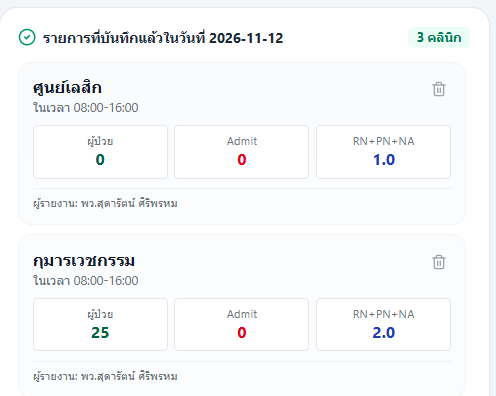 รายการที่บันทึกแล้วในวันที่ 2026-11-12
3 คลินิก
ศูนย์เลสิก
ในเวลา 08:00-16:00
ผู้ป่วย Admit RN+PN+NA
0 0 1.0
ผู้รายงาน: พว.สุดารัตน์ ศิริพรหม
กุมารเวชกรรม
ในเวลา 08:00-16:00
ผู้ป่วย Admit RN+PN+NA
25 0 2.0
ผู้รายงาน: พว.สุดารัตน์ ศิริพรหม